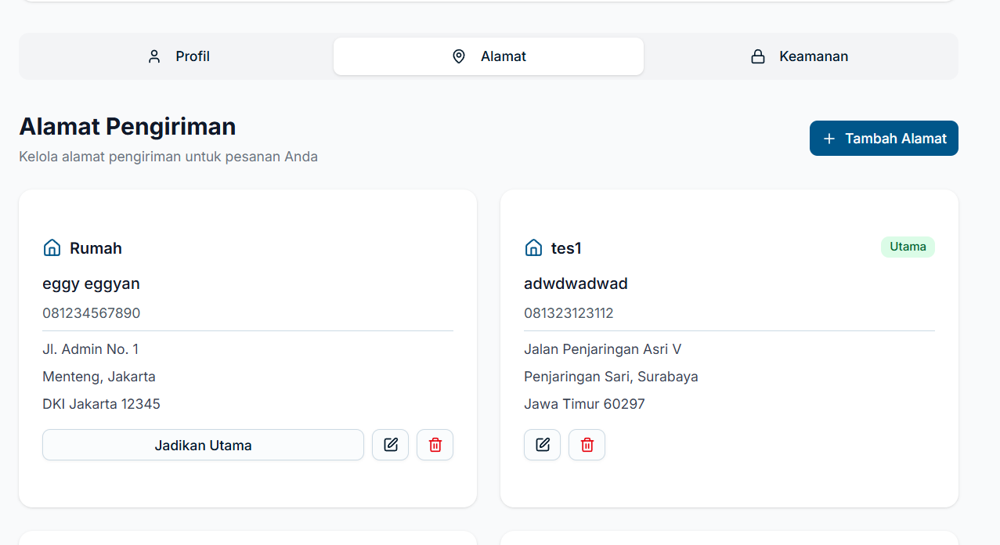 Profil
Alamat
Keamanan
Alamat Pengiriman
Kelola alamat pengiriman untuk pesanan Anda
Tambah Alamat
Rumah
eggy eggyan
081234567890
Jl. Admin No. 1
Menteng, Jakarta
DKI Jakarta 12345
Jadikan Utama
tes1
Utama
adwdwadwad
081323123112
Jalan Penjaringan Asri V
Penjaringan Sari, Surabaya
Jawa Timur 60297